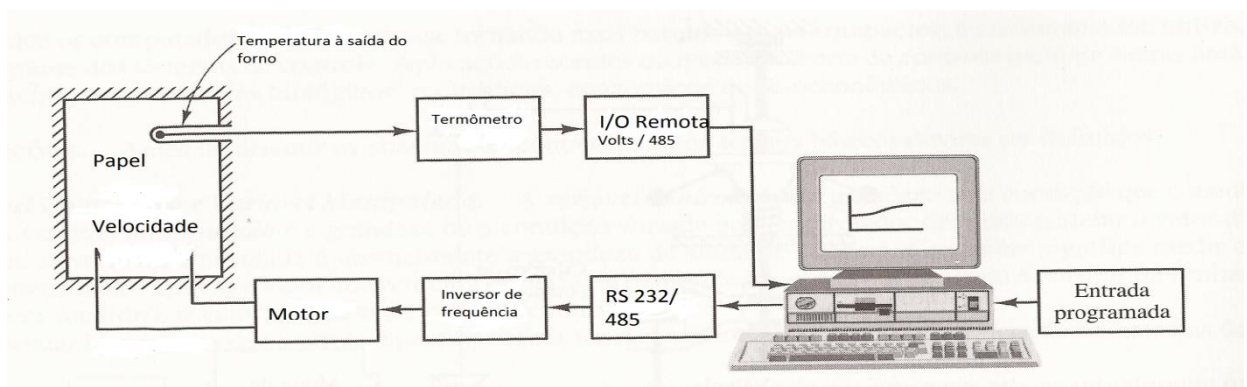 Temperatura à saída do
forno
Termômetro
I/O Remota
Volts / 485
Papel
Velocidade
Motor
Inversor de
frequência
RS 232/
485
Entrada
programada